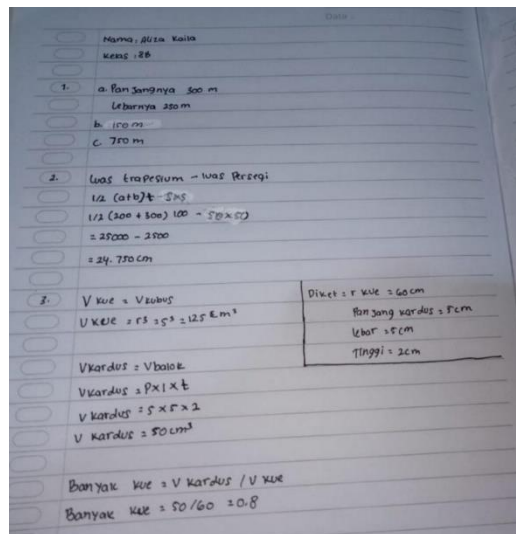 Date :
Nama : Aliza Kaila
Kelas : 8B
1. a. Panjangnya 300 m
Lebarnya 250 m
b. 150 m
c. 750 m
2. Luas trapesium - luas Persegi
1/2 (a+b)t - sxs
1/2 (200 + 300) 100 - 50 x 50
= 25000 - 2500
= 24.750 cm
3. V kue = V kubus
V kue = r3 = 5³ = 125 cm³
Diket : r kue = 60 cm
Panjang kardus = 5 cm
lebar = 5 cm
Tinggi = 2 cm
V kardus = V balok
V kardus = P x l x t
V kardus = 5 x 5 x 2
V kardus = 50 cm³
Banyak kue = V kardus / V kue
Banyak kue = 50/60 = 0.8